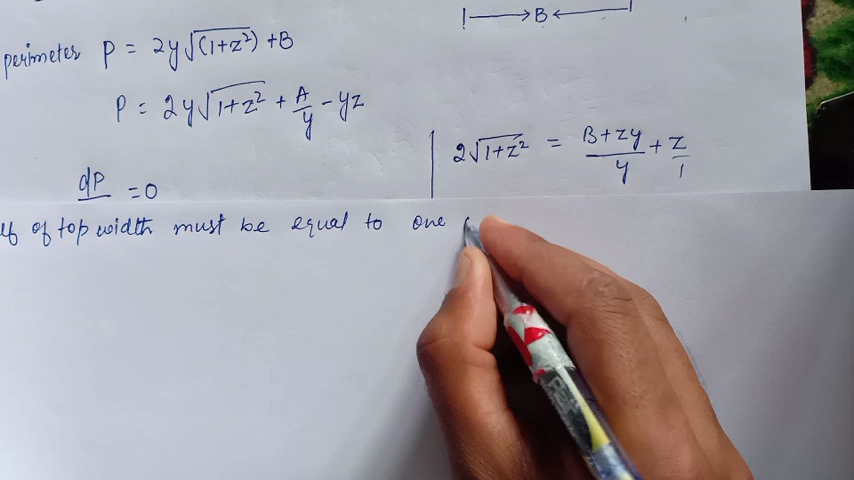 B
perimeter P = 2y√(1+z²) + B
P = 2y√1+z² + A/y - yz
2√1+z² = B+zy/y + z/1
dP = 0
lf of top width must be equal to one